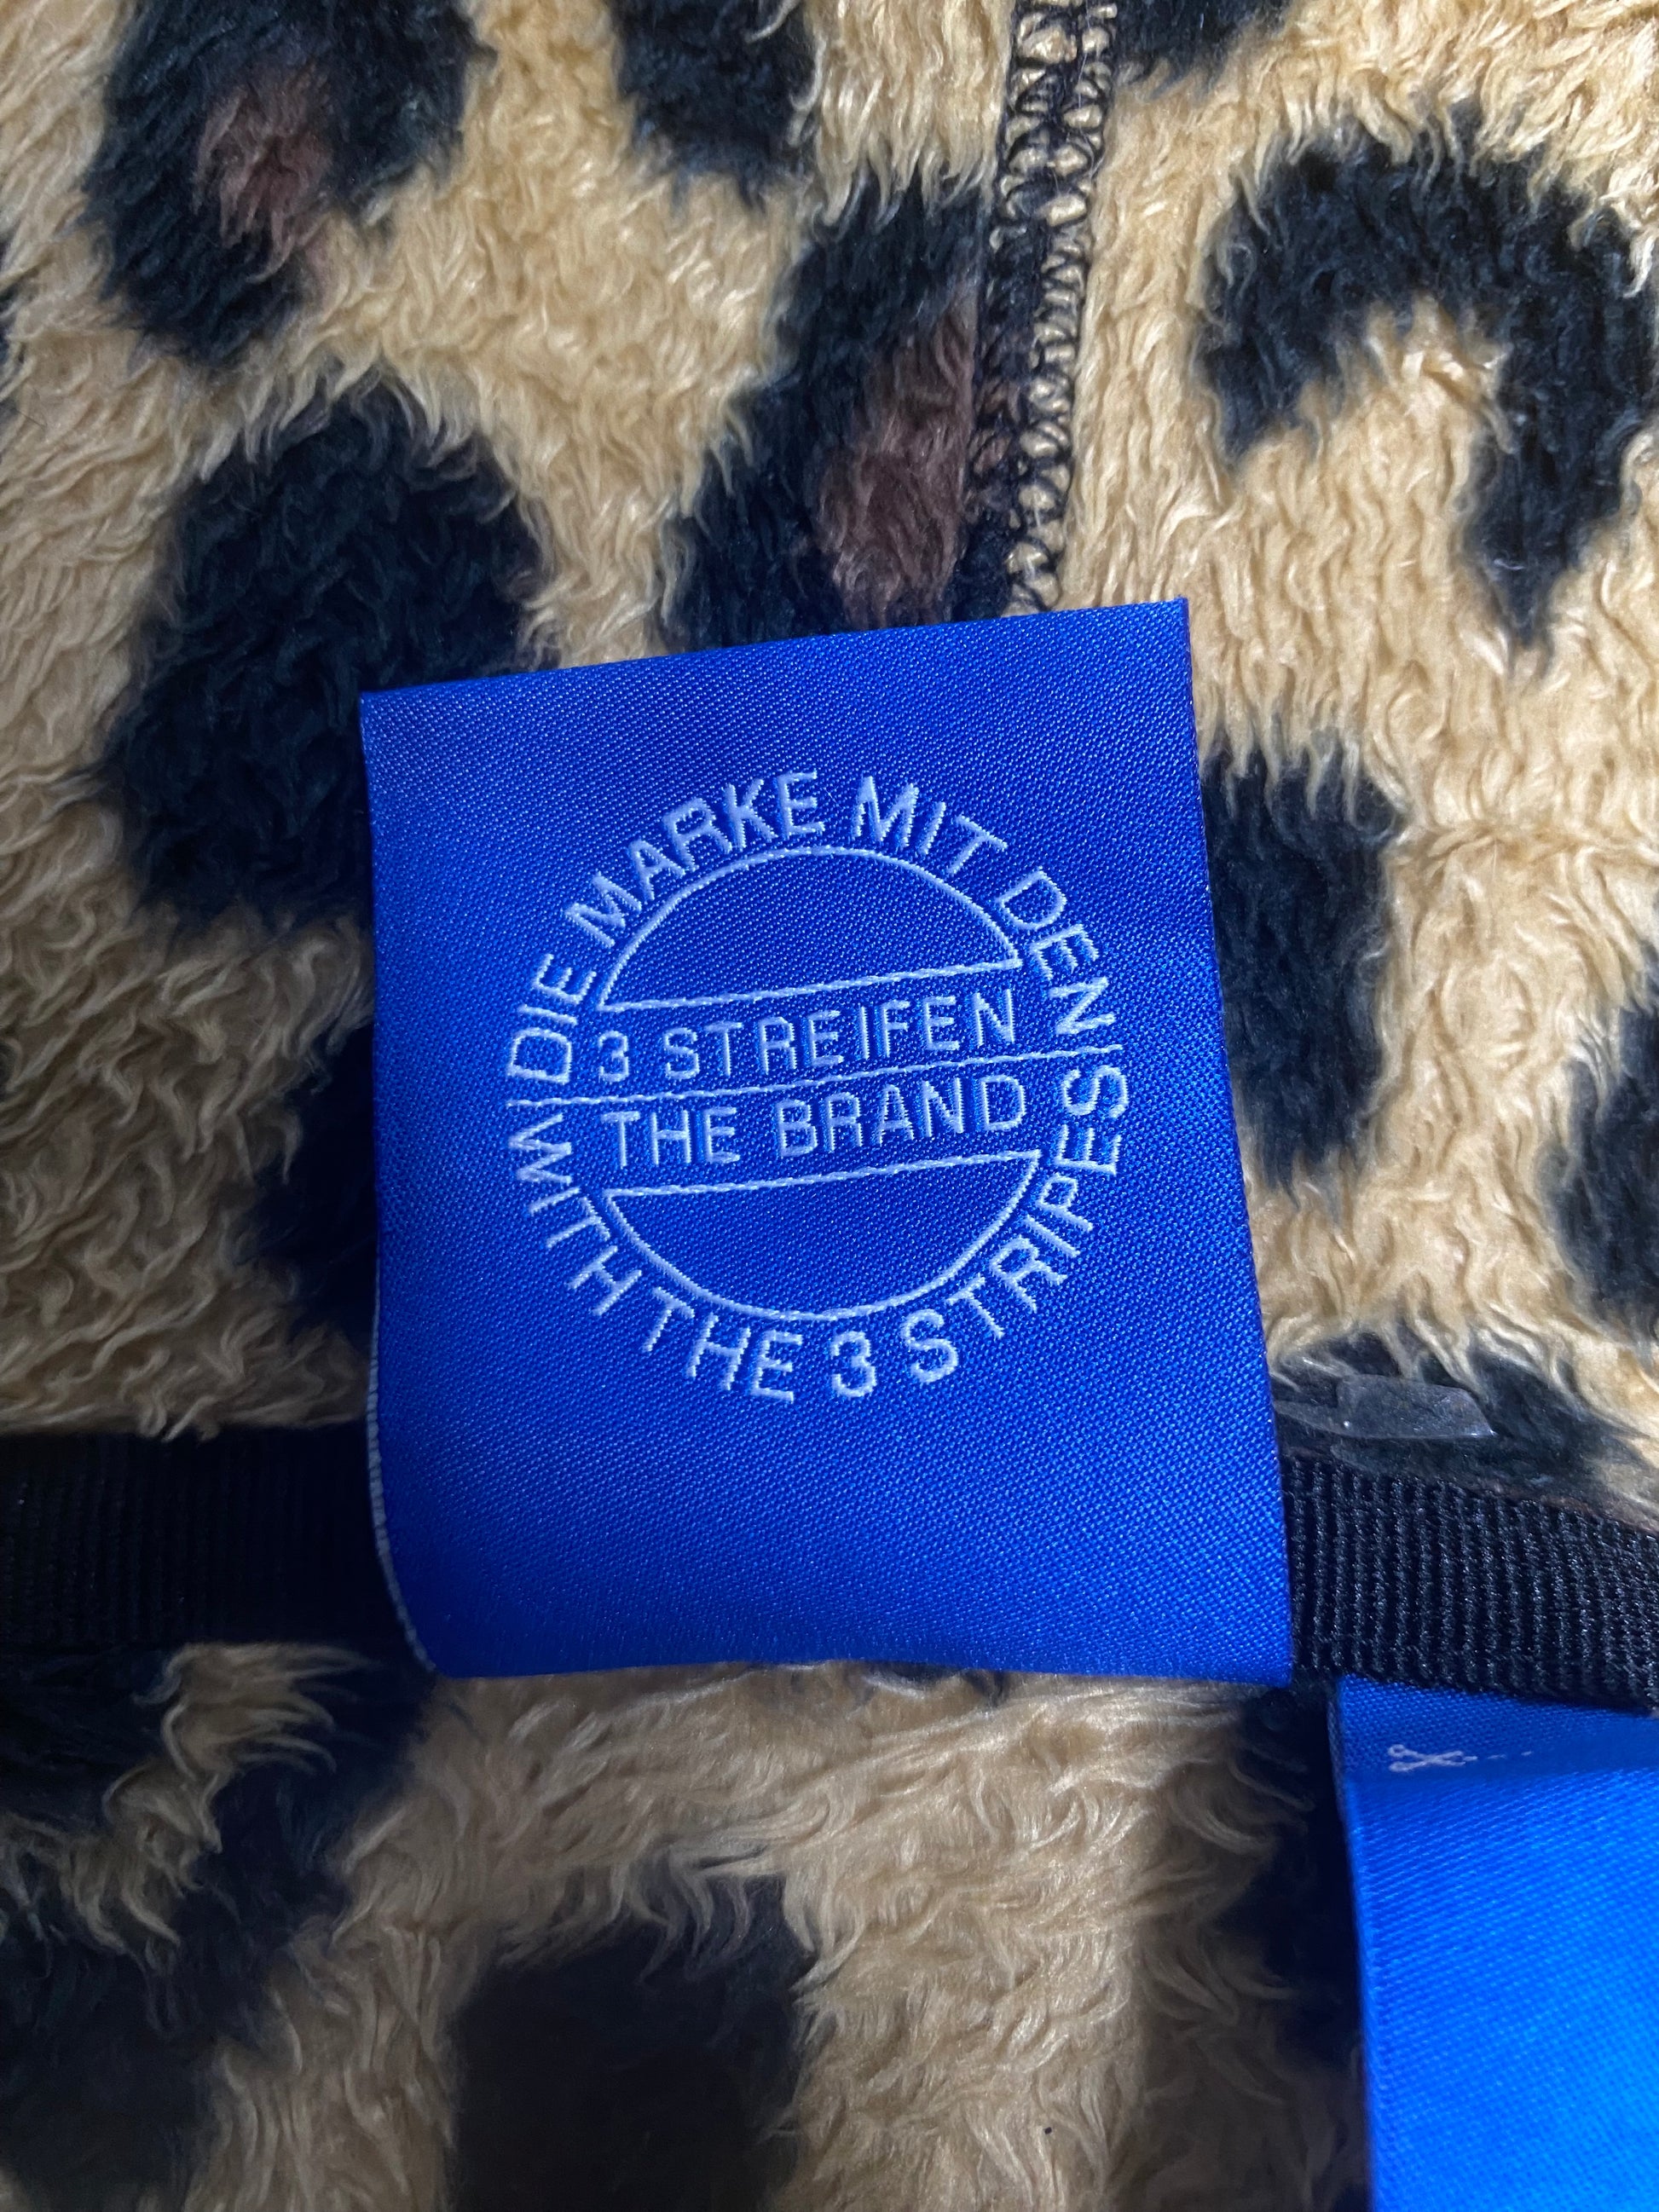 DIE MARKE MIT DEN
3 STREIFEN
THE BRAND
WITH THE 3 STRIPES